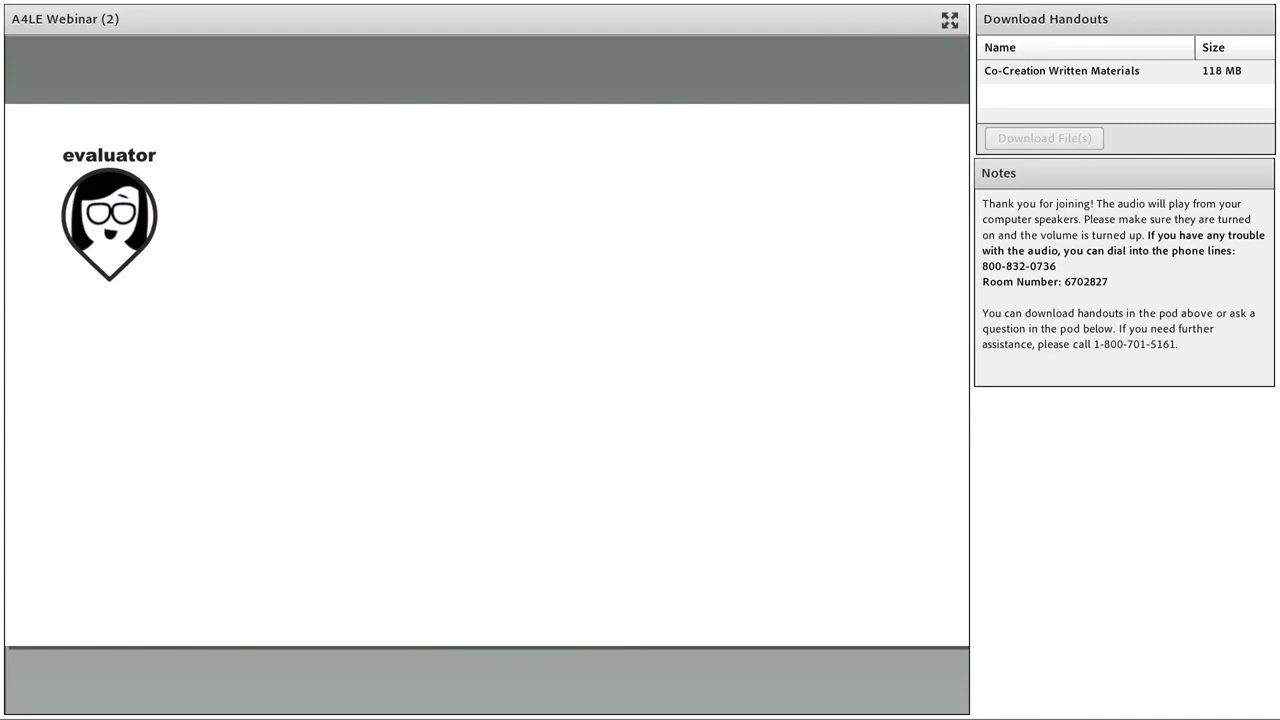 A4LE Webinar (2)
evaluator
Download Handouts
Name Size
Co-Creation Written Materials 118 MB
Download File(s)
Notes
Thank you for joining! The audio will play from your
computer speakers. Please make sure they are turned
on and the volume is turned up. If you have any trouble
with the audio, you can dial into the phone lines:
800-832-0736
Room Number: 6702827
You can download handouts in the pod above or ask a
question in the pod below. If you need further
assistance, please call 1-800-701-5161.